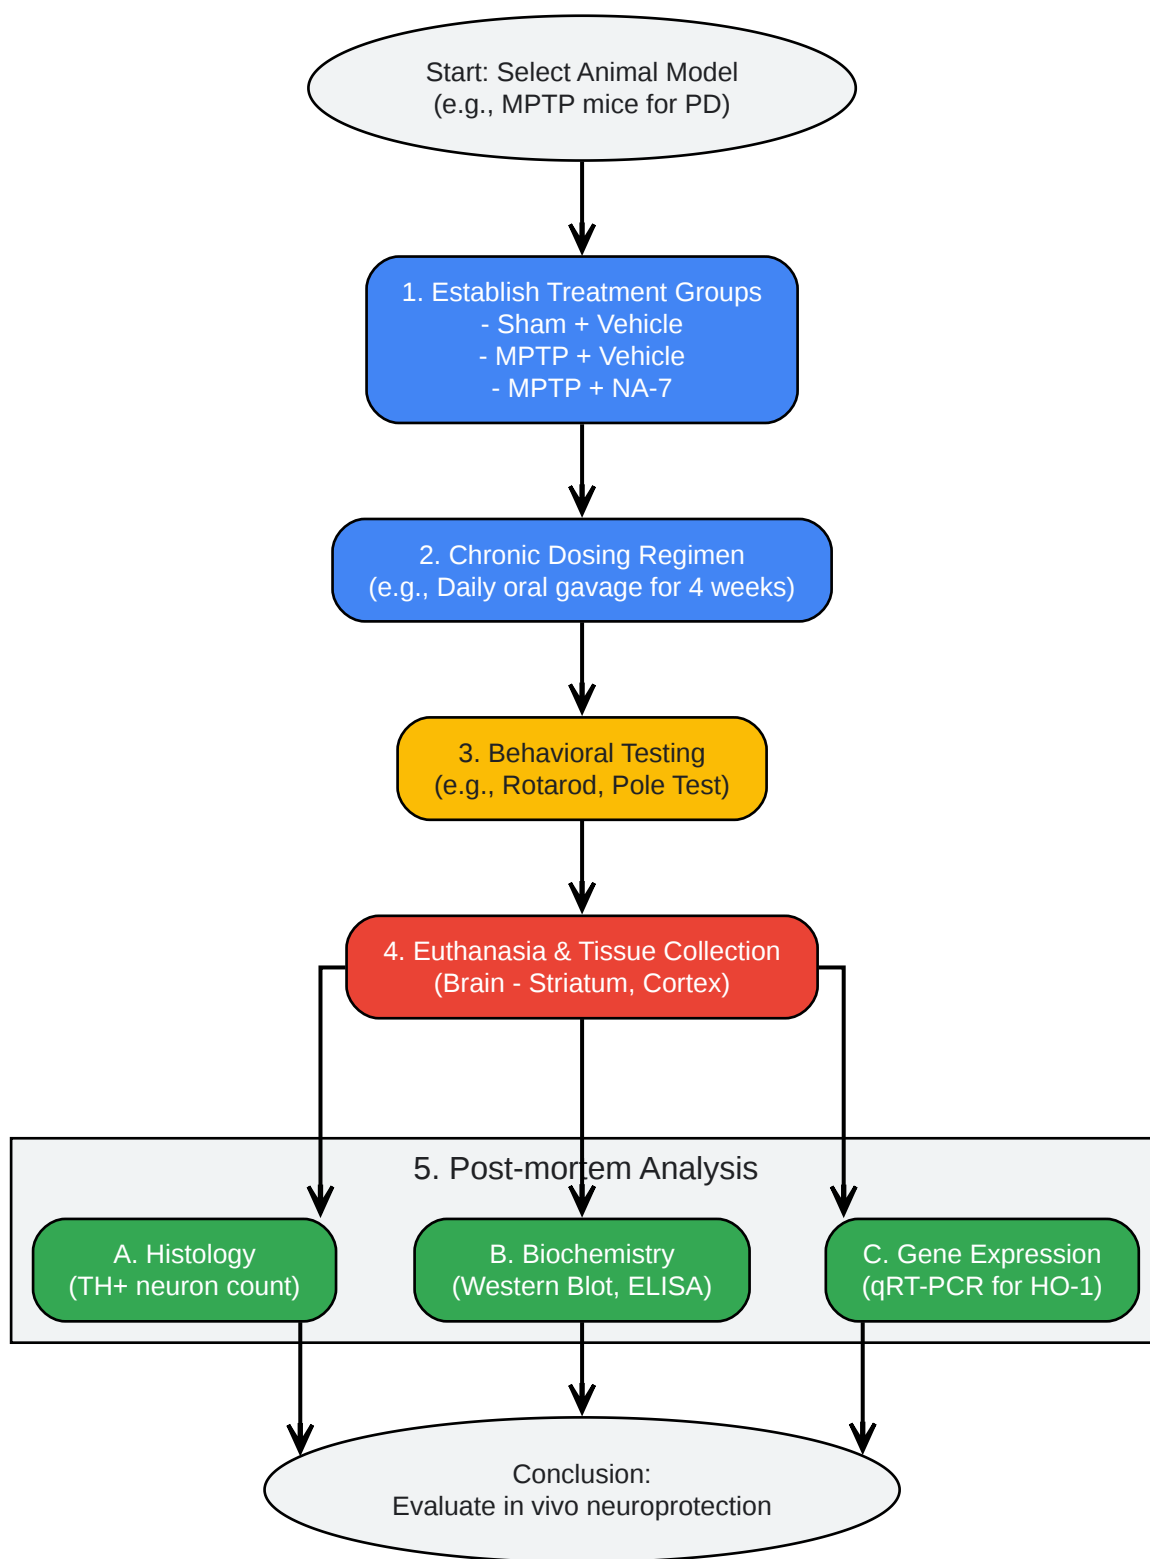 Start: Select Animal Model
(e.g., MPTP mice for PD)
1. Establish Treatment Groups
- Sham + Vehicle
- MPTP + Vehicle
- MPTP + NA-7
2. Chronic Dosing Regimen
(e.g., Daily oral gavage for 4 weeks)
3. Behavioral Testing
(e.g., Rotarod, Pole Test)
4. Euthanasia & Tissue Collection
(Brain - Striatum, Cortex)
5. Post-mortem Analysis
A. Histology
(TH+ neuron count)
B. Biochemistry
(Western Blot, ELISA)
C. Gene Expression
(qRT-PCR for HO-1)
Conclusion:
Evaluate in vivo neuroprotection